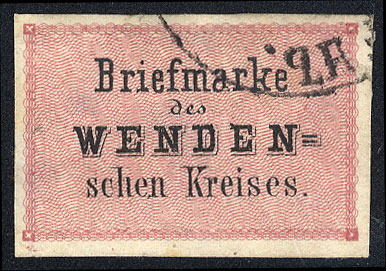 Briefmarke
des
WENDEN=
schen Kreises.